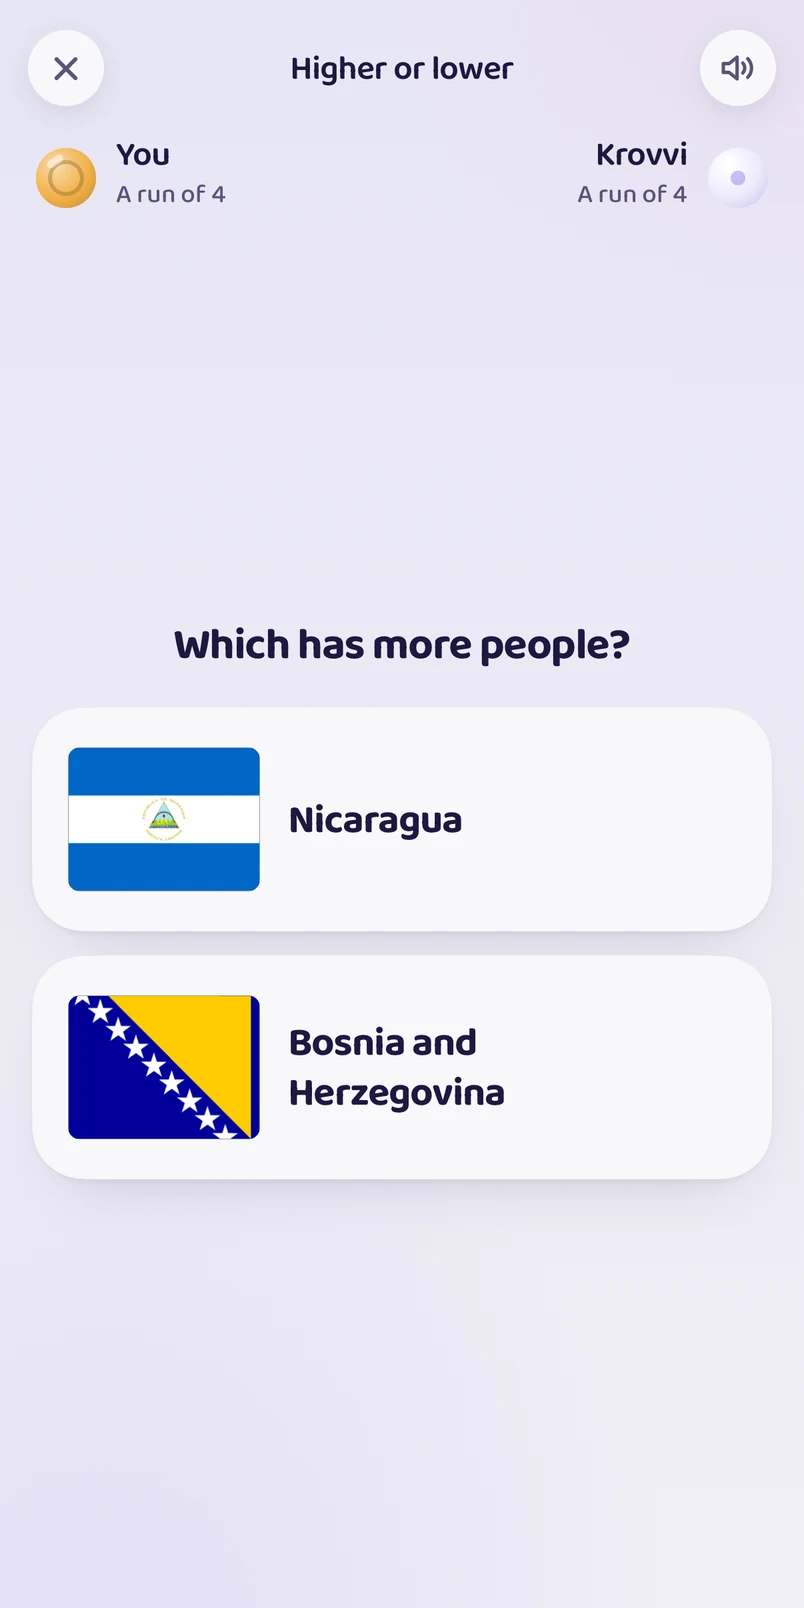 Higher or lower
You
A run of 4
Krovvi
A run of 4
Which has more people?
Nicaragua
Bosnia and
Herzegovina